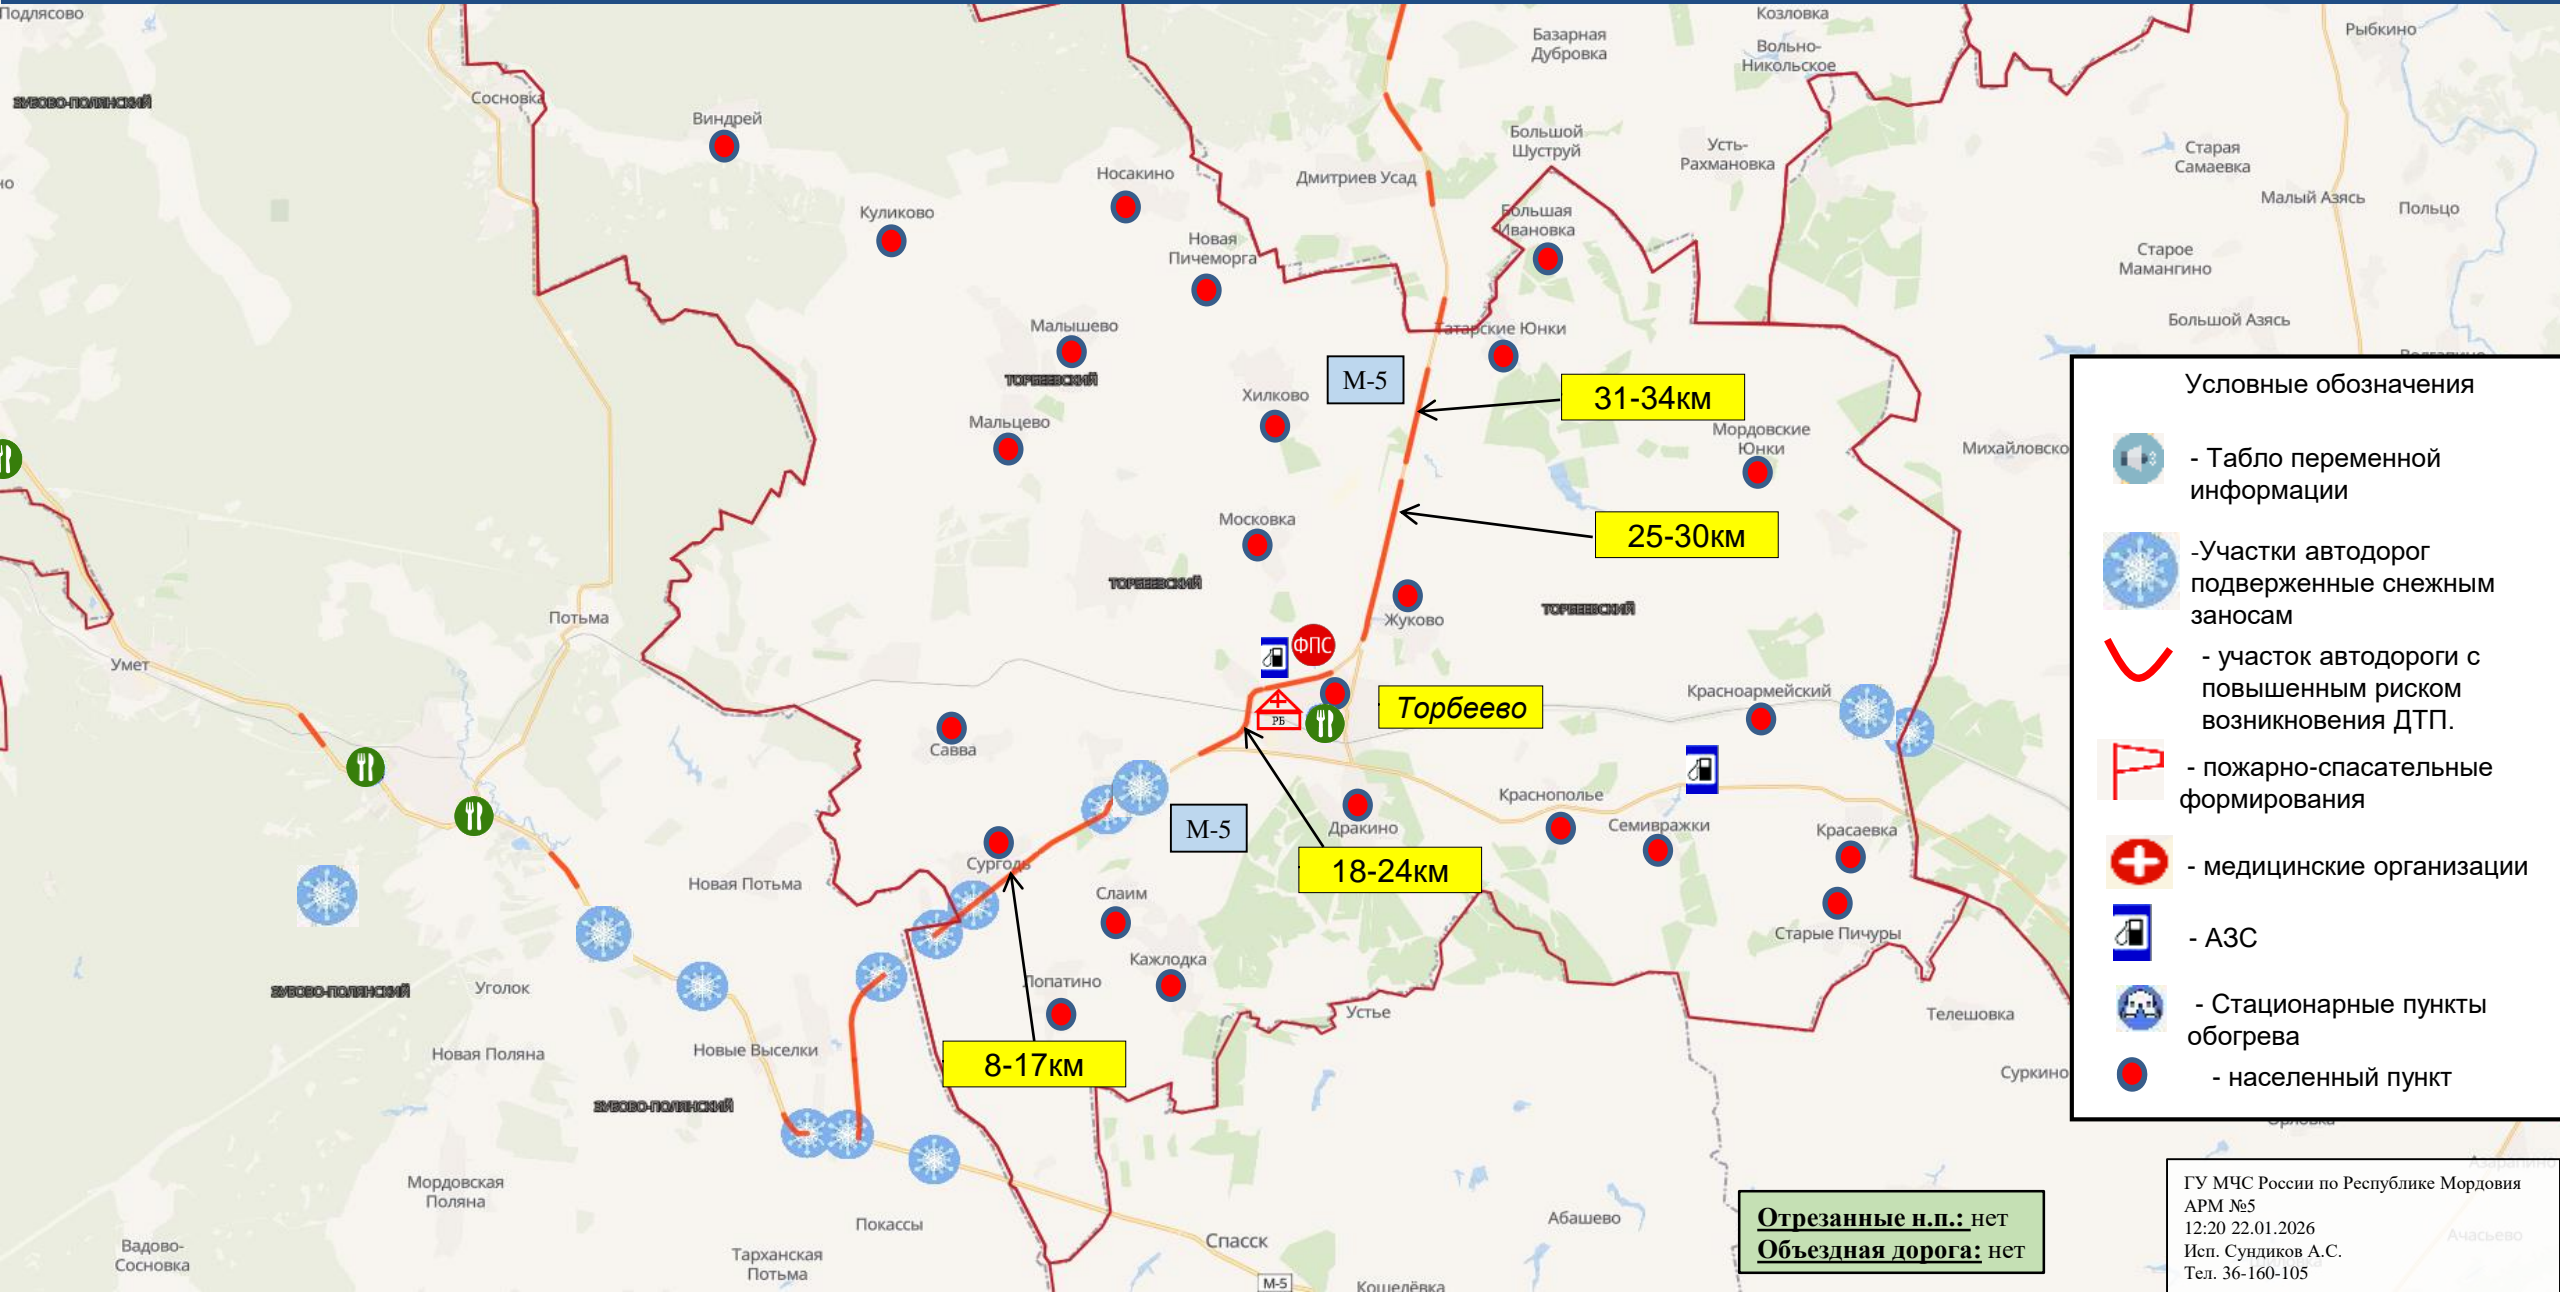 Подлясово
Козловка
Рыбкино
Базарная
Дубровка
Вольно-
Никольское
ЗУБОВО-ПОЛЯНСКИЙ
Сосновка
Виндрей
Большой
Шуструй
Усть-
Рахмановка
Старая
Самаевка
Носакино
Дмитриев Усад
Малый Азясь
Польцо
Куликово
Большая
Ивановка
Новая
Пичеморга
Старое
Мамангино
Малышево
Татарские Юнки
Большой Азясь
ТОРБЕЕВСКИЙ
М-5
31-34км
Хилково
Мальцево
Мордовские
Юнки
Михайловско
Московка
25-30км
ТОРБЕЕВСКИЙ
ТОРБЕЕВСКИЙ
Потьма
Жуково
Умет
ФПС
РБ
Торбеево
Красноармейский
Савва
М-5
Дракино
Краснополье
Семивражки
Красаевка
Сургодь
18-24км
Новая Потьма
Слаим
Старые Пичуры
Кажлодка
Лопатино
ЗУБОВО-ПОЛЯНСКИЙ
Уголок
Устье
Телешовка
Новая Поляна
Новые Выселки
8-17км
Суркино
ЗУБОВО-ПОЛЯНСКИЙ
Мордовская
Поляна
Покассы
Абашево
Спасск
Вадово-
Сосновка
Тарханская
Потьма
М-5
Кошелёвка
Условные обозначения
- Табло переменной
информации
-Участки автодорог
подверженные снежным
заносам
- участок автодороги с
повышенным риском
возникновения ДТП.
- пожарно-спасательные
формирования
- медицинские организации
- АЗС
- Стационарные пункты
обогрева
- населенный пункт
Отрезанные н.п.: нет
Объездная дорога: нет
Азарапино
Ачасьево
ГУ МЧС России по Республике Мордовия
АРМ №5
12:20 22.01.2026
Исп. Сундиков А.С.
Тел. 36-160-105